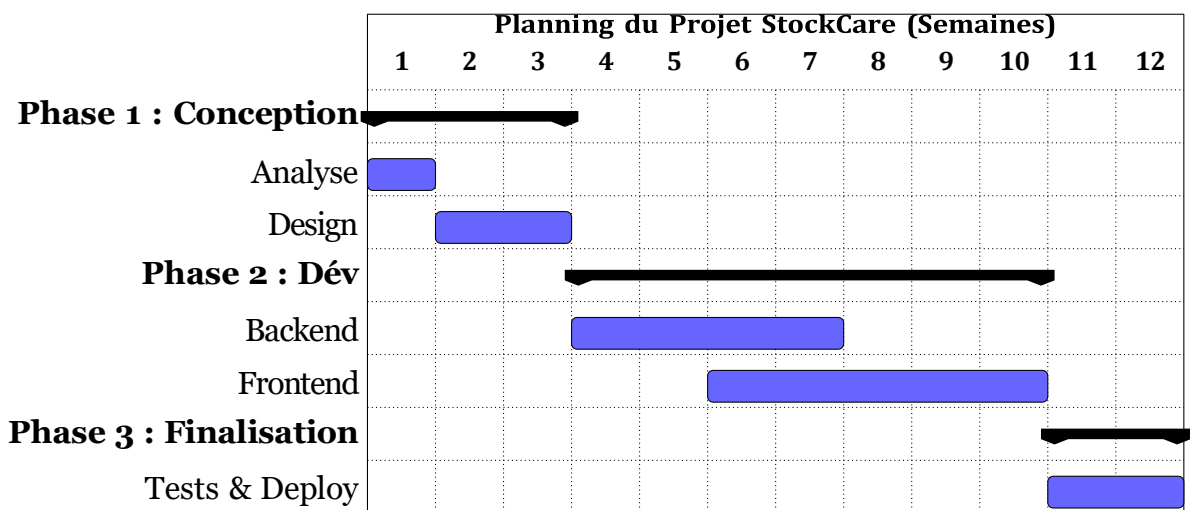 Planning du Projet StockCare (Semaines)
1 2 3 4 5 6 7 8 9 10 11 12
Phase 1 : Conception
Analyse
Design
Phase 2 : Dév
Backend
Frontend
Phase 3 : Finalisation
Tests & Deploy